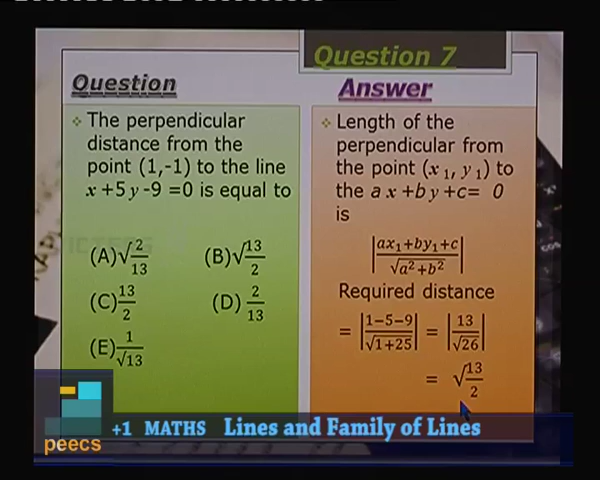 Question 7
Question
The perpendicular
distance from the
point (1,-1) to the line
x +5y -9 =0 is equal to
(A)√2/13 (B)√13/2
(C)13/2 (D) 2/13
(E)1/√13
Answer
Length of the
perpendicular from
the point (x₁, y₁) to
the ax +by +c= 0
is
|ax₁+by₁+c / √a²+b²|
Required distance
= |1−5−9 / √1+25| = |13 / √26|
= √13/2
peecs
+1 MATHS Lines and Family of Lines